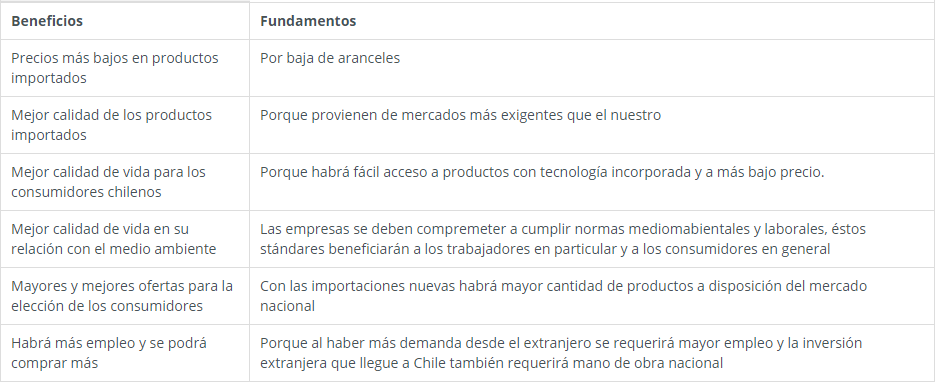 Beneficios
Fundamentos
Precios más bajos en productos
importados
Por baja de aranceles
Mejor calidad de los productos
importados
Porque provienen de mercados más exigentes que el nuestro
Mejor calidad de vida para los
consumidores chilenos
Porque habrá fácil acceso a productos con tecnología incorporada y a más bajo precio.
Mejor calidad de vida en su
relación con el medio ambiente
Las empresas se deben compremeter a cumplir normas mediomabientales y laborales, éstos
stándares beneficiarán a los trabajadores en particular y a los consumidores en general
Mayores y mejores ofertas para la
elección de los consumidores
Con las importaciones nuevas habrá mayor cantidad de productos a disposición del mercado
nacional
Habrá más empleo y se podrá
comprar más
Porque al haber más demanda desde el extranjero se requerirá mayor empleo y la inversión
extranjera que llegue a Chile también requerirá mano de obra nacional